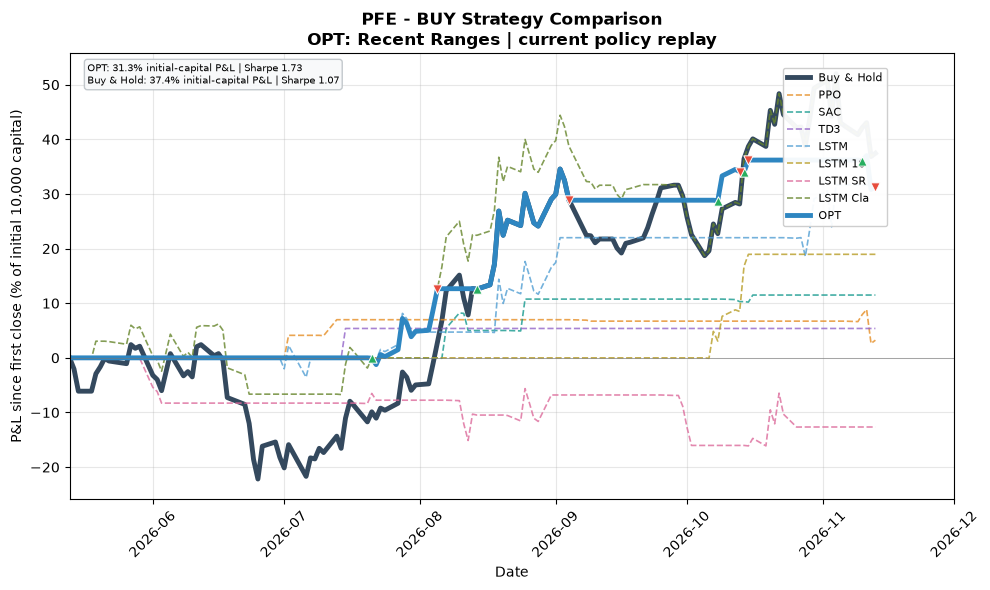 PFE - BUY Strategy Comparison
OPT: Recent Ranges | current policy replay
OPT: 31.3% initial-capital P&L | Sharpe 1.73
Buy & Hold: 37.4% initial-capital P&L | Sharpe 1.07
Buy & Hold
PPO
SAC
TD3
LSTM
LSTM
LSTM SR
LSTM Cla
OPT
P&L since first close (% of initial 10,000 capital)
50
40
30
20
10
0
−10
−20
2026-06
2026-07
2026-08
2026-09
2026-10
2026-11
2026-12
Date